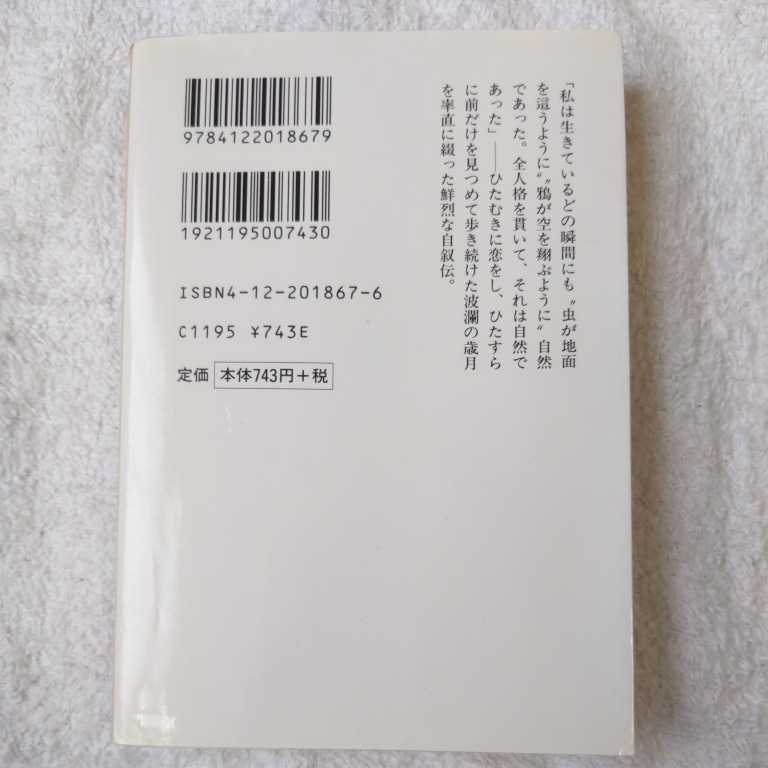 「私は生きているどの瞬間にも〝虫が地面
を這うように〟〝鴉が空を翔ぶように〟自然
であった。全人格を貫いて、それは自然で
あった」――ひたむきに恋をし、ひたすら
に前だけを見つめて歩き続けた波瀾の歳月
を率直に綴った鮮烈な自叙伝。
9784122018679
1921195007430
ISBN4-12-201867-6
C1195 ¥743E
定価 本体743円+税